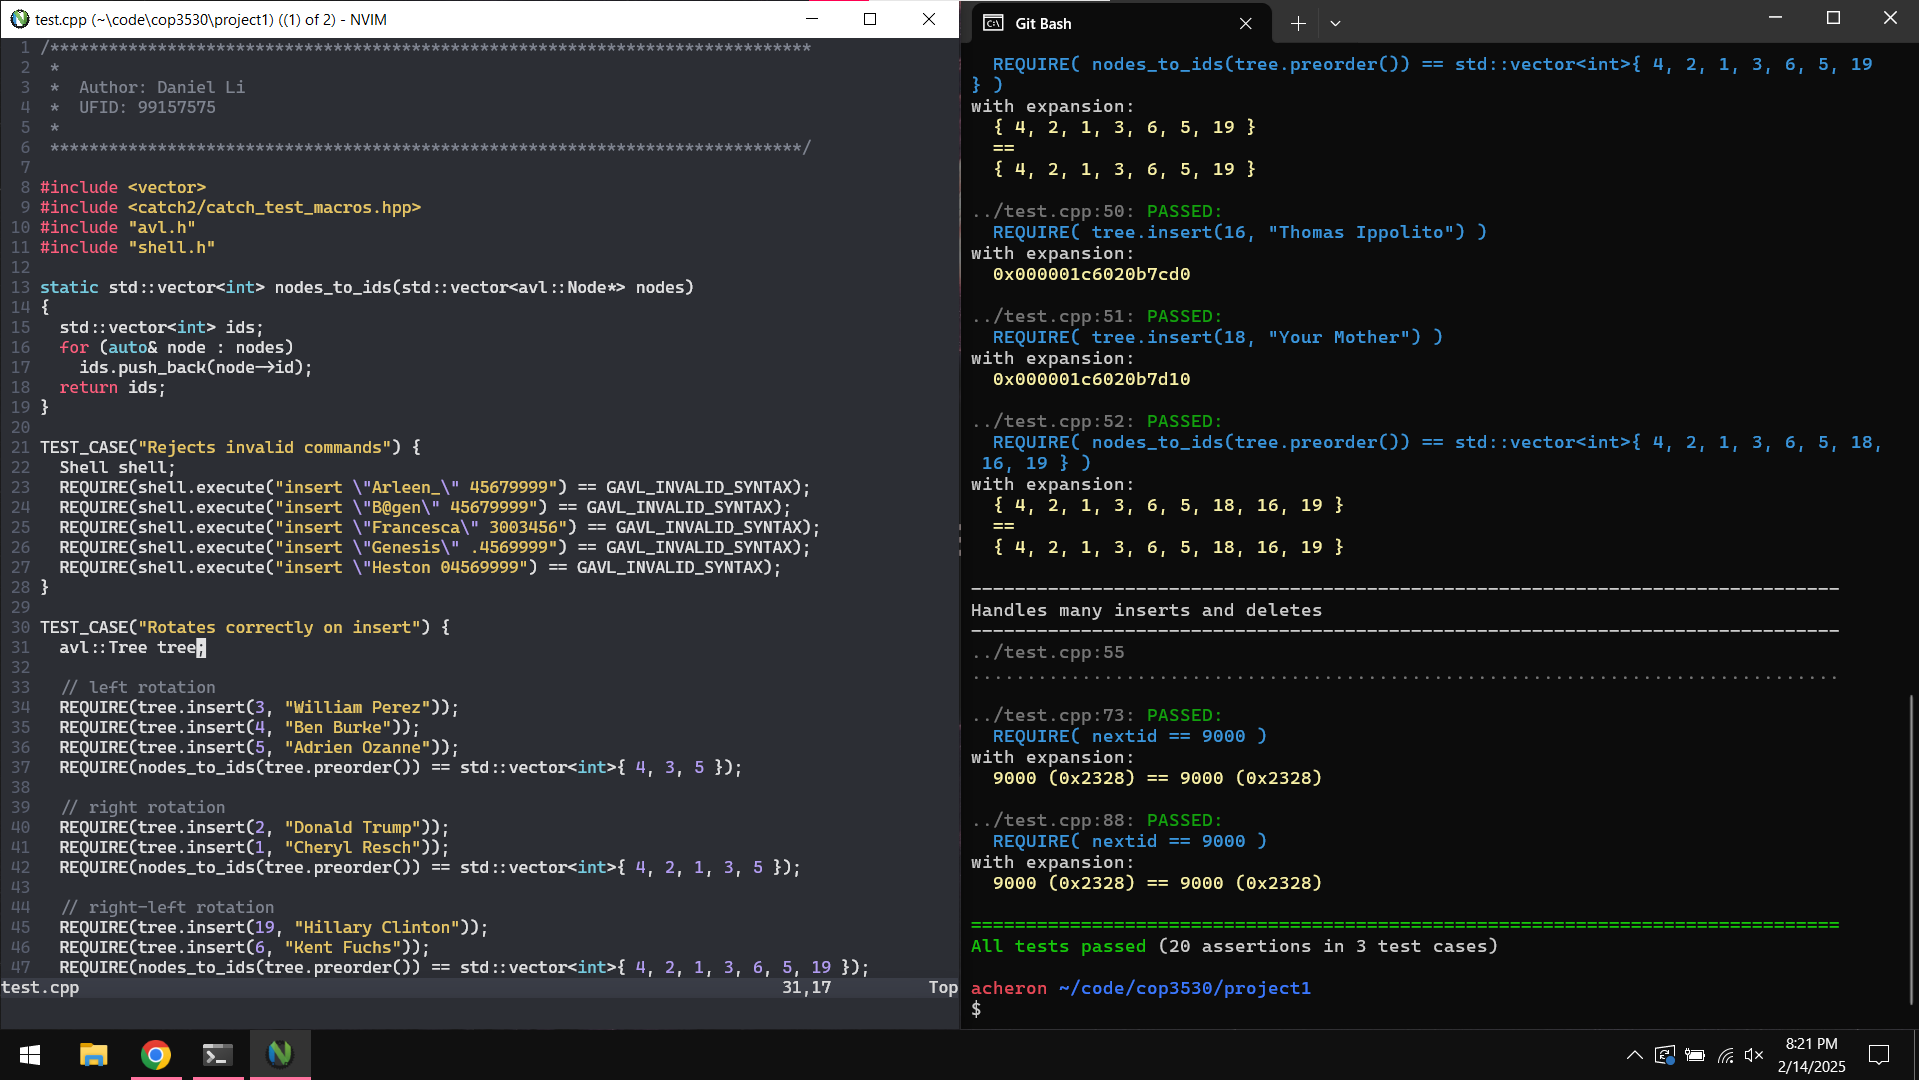 test.cpp (~\code\cop3530\project1) ((1) of 2) - NVIM
1 /******************************************************************************
2 *
3 * Author: Daniel Li
4 * UFID: 99157575
5 *
6 *****************************************************************************/
7
8 #include <vector>
9 #include <catch2/catch_test_macros.hpp>
10 #include "avl.h"
11 #include "shell.h"
12
13 static std::vector<int> nodes_to_ids(std::vector<avl::Node*> nodes)
14 {
15   std::vector<int> ids;
16   for (auto& node : nodes)
17     ids.push_back(node->id);
18   return ids;
19 }
20
21 TEST_CASE("Rejects invalid commands") {
22   Shell shell;
23   REQUIRE(shell.execute("insert \"Arleen_\" 45679999") == GAVL_INVALID_SYNTAX);
24   REQUIRE(shell.execute("insert \"B@gen\" 45679999") == GAVL_INVALID_SYNTAX);
25   REQUIRE(shell.execute("insert \"Francesca\" 3003456") == GAVL_INVALID_SYNTAX);
26   REQUIRE(shell.execute("insert \"Genesis\" .4569999") == GAVL_INVALID_SYNTAX);
27   REQUIRE(shell.execute("insert \"Heston 04569999") == GAVL_INVALID_SYNTAX);
28 }
29
30 TEST_CASE("Rotates correctly on insert") {
31   avl::Tree tree;
32
33   // left rotation
34   REQUIRE(tree.insert(3, "William Perez"));
35   REQUIRE(tree.insert(4, "Ben Burke"));
36   REQUIRE(tree.insert(5, "Adrien Ozanne"));
37   REQUIRE(nodes_to_ids(tree.preorder()) == std::vector<int>{ 4, 3, 5 });
38
39   // right rotation
40   REQUIRE(tree.insert(2, "Donald Trump"));
41   REQUIRE(tree.insert(1, "Cheryl Resch"));
42   REQUIRE(nodes_to_ids(tree.preorder()) == std::vector<int>{ 4, 2, 1, 3, 5 });
43
44   // right-left rotation
45   REQUIRE(tree.insert(19, "Hillary Clinton"));
46   REQUIRE(tree.insert(6, "Kent Fuchs"));
47   REQUIRE(nodes_to_ids(tree.preorder()) == std::vector<int>{ 4, 2, 1, 3, 6, 5, 19 });
test.cpp 31,17 Top
Git Bash
REQUIRE( nodes_to_ids(tree.preorder()) == std::vector<int>{ 4, 2, 1, 3, 6, 5, 19
} )
with expansion:
{ 4, 2, 1, 3, 6, 5, 19 }
==
{ 4, 2, 1, 3, 6, 5, 19 }
../test.cpp:50: PASSED:
REQUIRE( tree.insert(16, "Thomas Ippolito") )
with expansion:
0x000001c6020b7cd0
../test.cpp:51: PASSED:
REQUIRE( tree.insert(18, "Your Mother") )
with expansion:
0x000001c6020b7d10
../test.cpp:52: PASSED:
REQUIRE( nodes_to_ids(tree.preorder()) == std::vector<int>{ 4, 2, 1, 3, 6, 5, 18,
16, 19 } )
with expansion:
{ 4, 2, 1, 3, 6, 5, 18, 16, 19 }
==
{ 4, 2, 1, 3, 6, 5, 18, 16, 19 }
-------------------------------------------------------------------------------
Handles many inserts and deletes
-------------------------------------------------------------------------------
../test.cpp:55
...............................................................................
../test.cpp:73: PASSED:
REQUIRE( nextid == 9000 )
with expansion:
9000 (0x2328) == 9000 (0x2328)
../test.cpp:88: PASSED:
REQUIRE( nextid == 9000 )
with expansion:
9000 (0x2328) == 9000 (0x2328)
===============================================================================
All tests passed (20 assertions in 3 test cases)
acheron ~/code/cop3530/project1
$
8:21 PM
2/14/2025